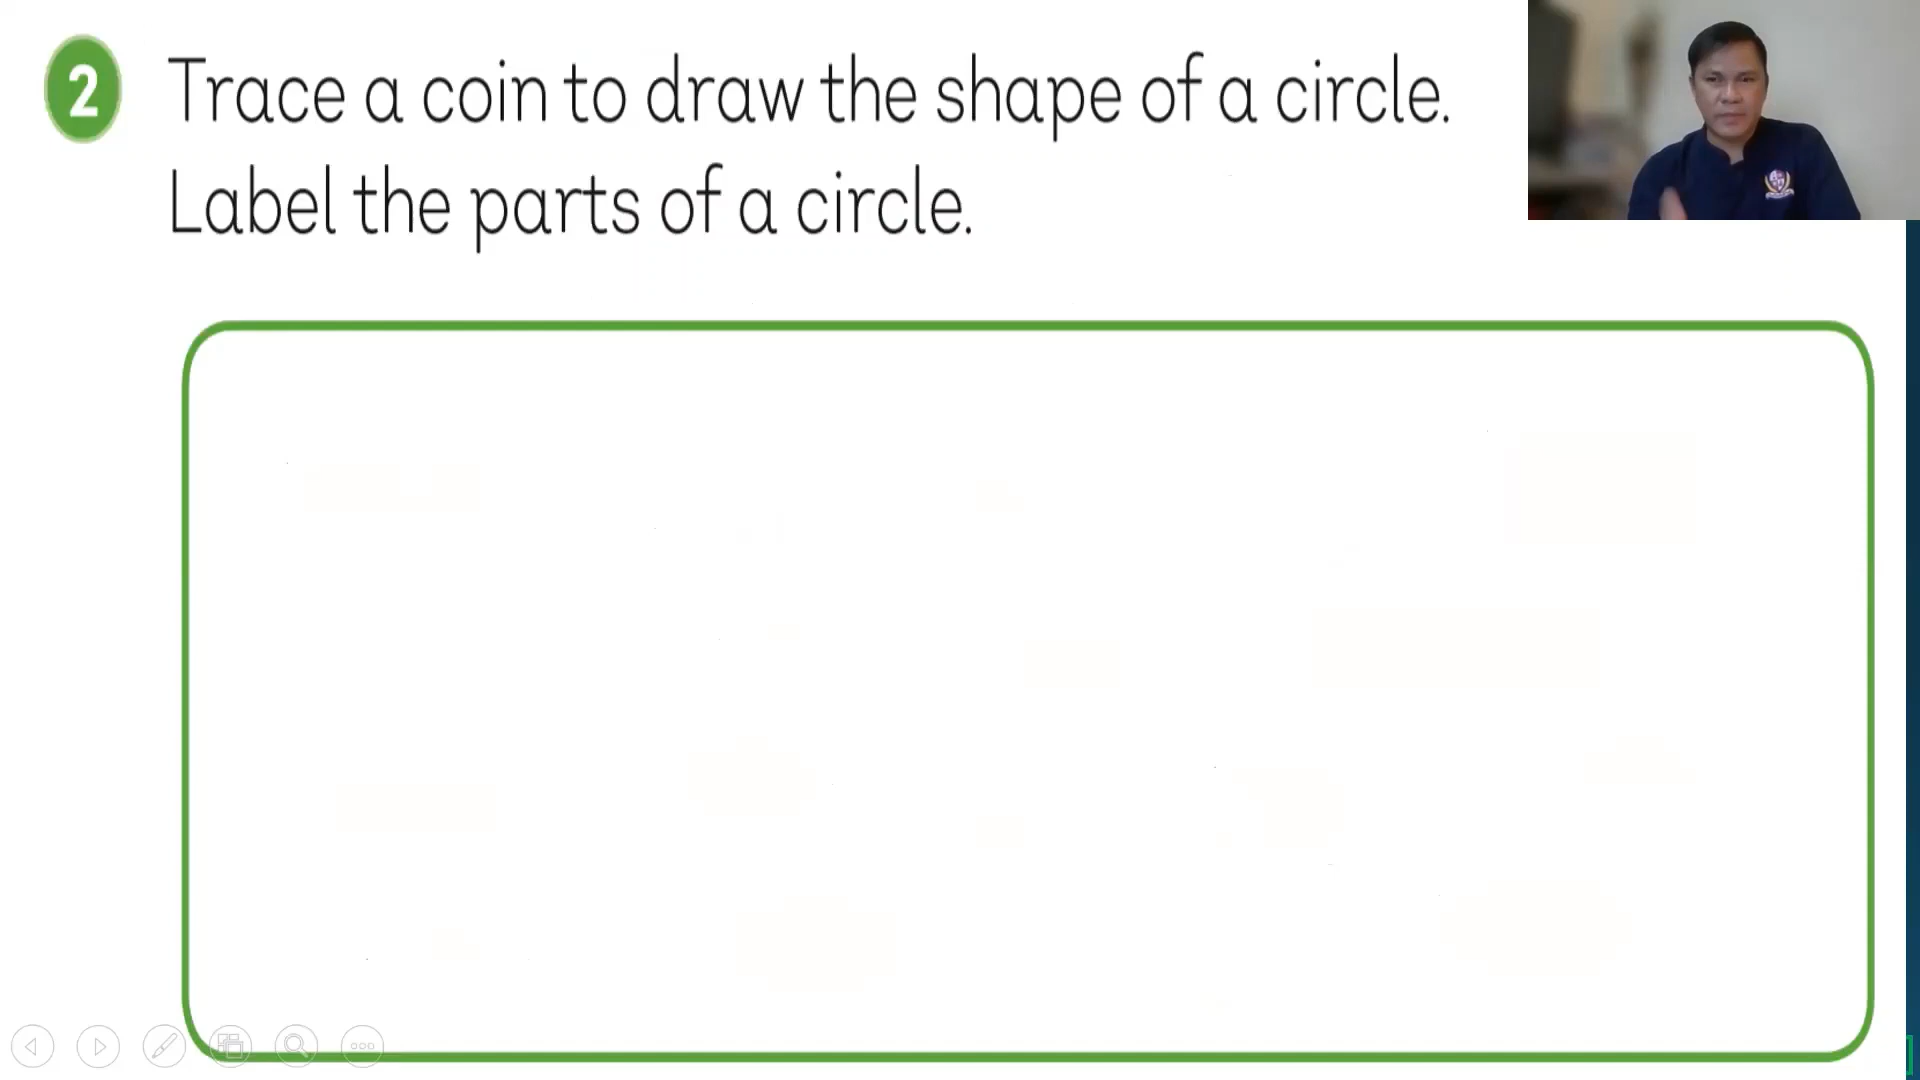 2 Trace a coin to draw the shape of a circle.
Label the parts of a circle.